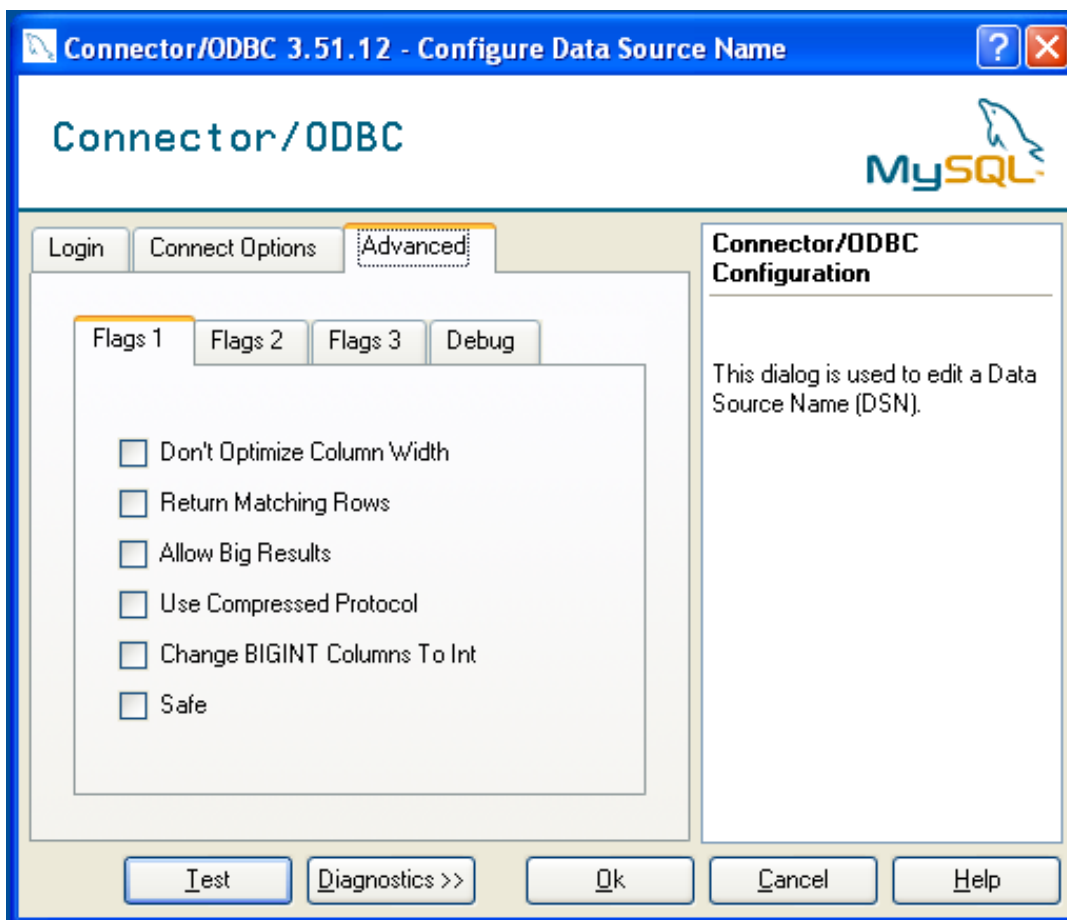 Connector/ODBC 3.51.12 - Configure Data Source Name
Connector/ODBC
MySQL
Login
Connect Options
Advanced
Flags 1
Flags 2
Flags 3
Debug
Don't Optimize Column Width
Return Matching Rows
Allow Big Results
Use Compressed Protocol
Change BIGINT Columns To Int
Safe
Connector/ODBC
Configuration
This dialog is used to edit a Data
Source Name (DSN).
Test
Diagnostics >>
Ok
Cancel
Help